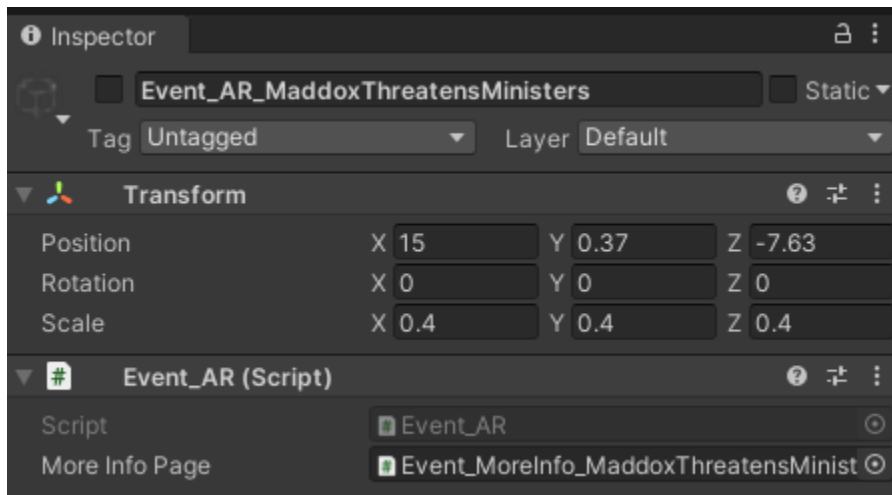 Inspector
Event_AR_MaddoxThreatensMinisters Static
Tag Untagged Layer Default
Transform
Position X 15 Y 0.37 Z -7.63
Rotation X 0 Y 0 Z 0
Scale X 0.4 Y 0.4 Z 0.4
# Event_AR (Script)
Script # Event_AR
More Info Page # Event_MoreInfo_MaddoxThreatensMinist